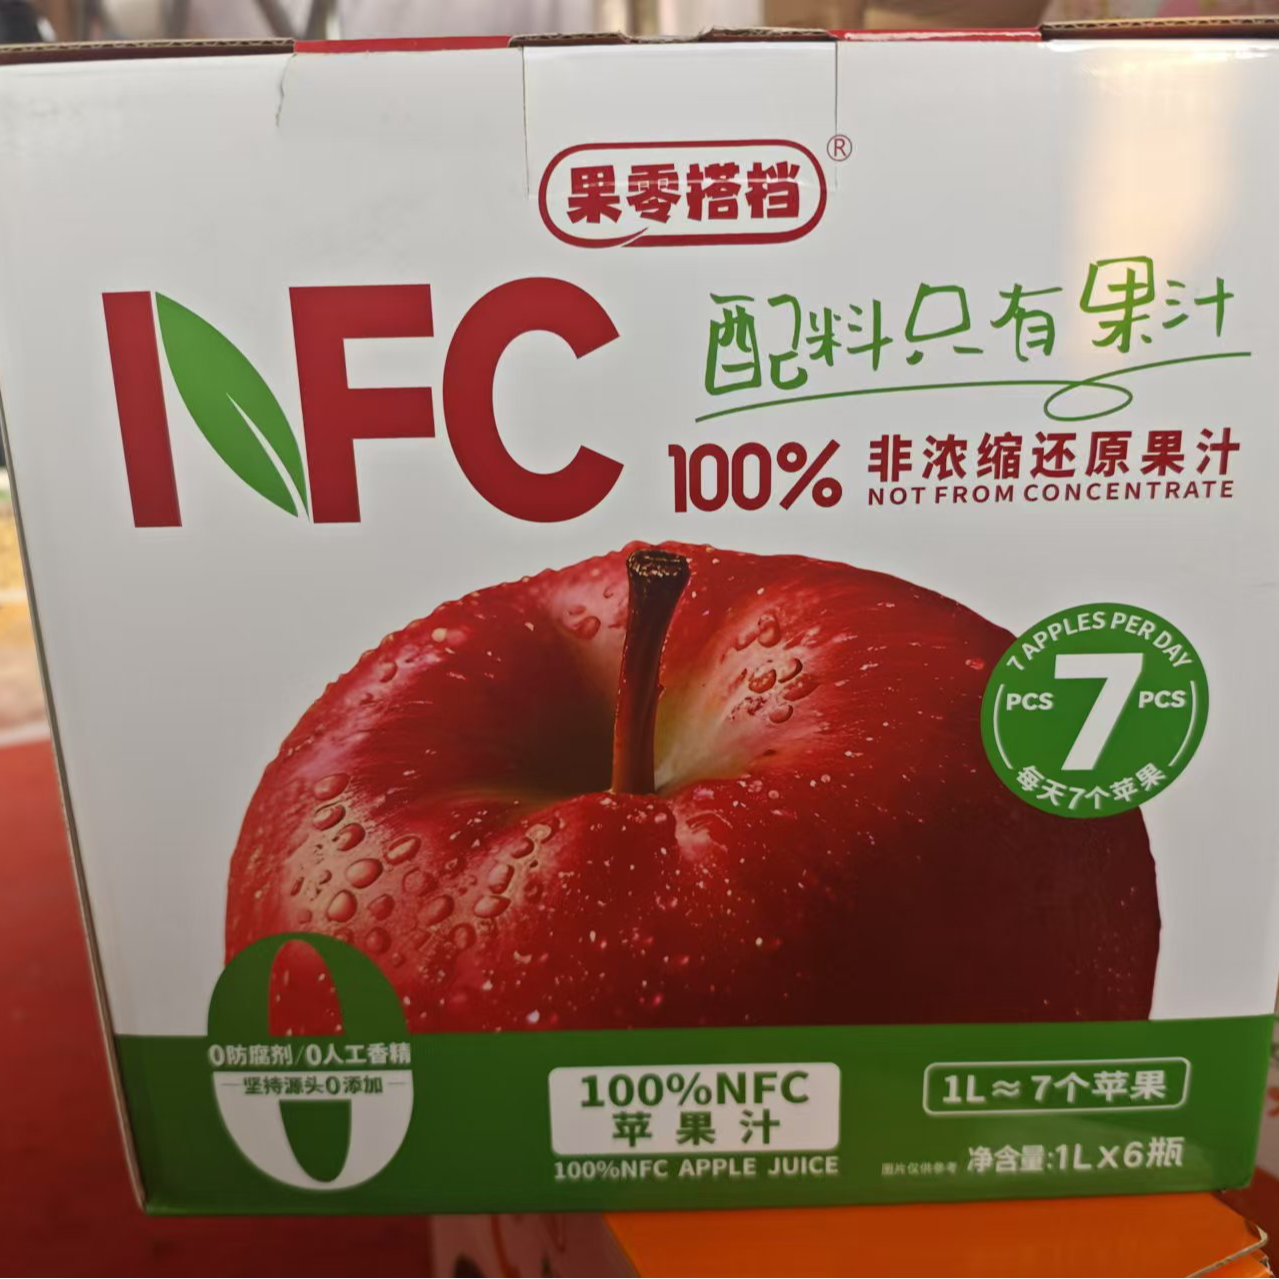 果零搭档®
NFC
配料只有果汁
100% 非浓缩还原果汁
NOT FROM CONCENTRATE
7 APPLES PER DAY
PCS 7 PCS
每天7个苹果
0
0防腐剂/0人工香精
坚持源头0添加
100%NFC
苹果汁
100%NFC APPLE JUICE
1L≈7个苹果
图片仅供参考 净含量:1L×6瓶